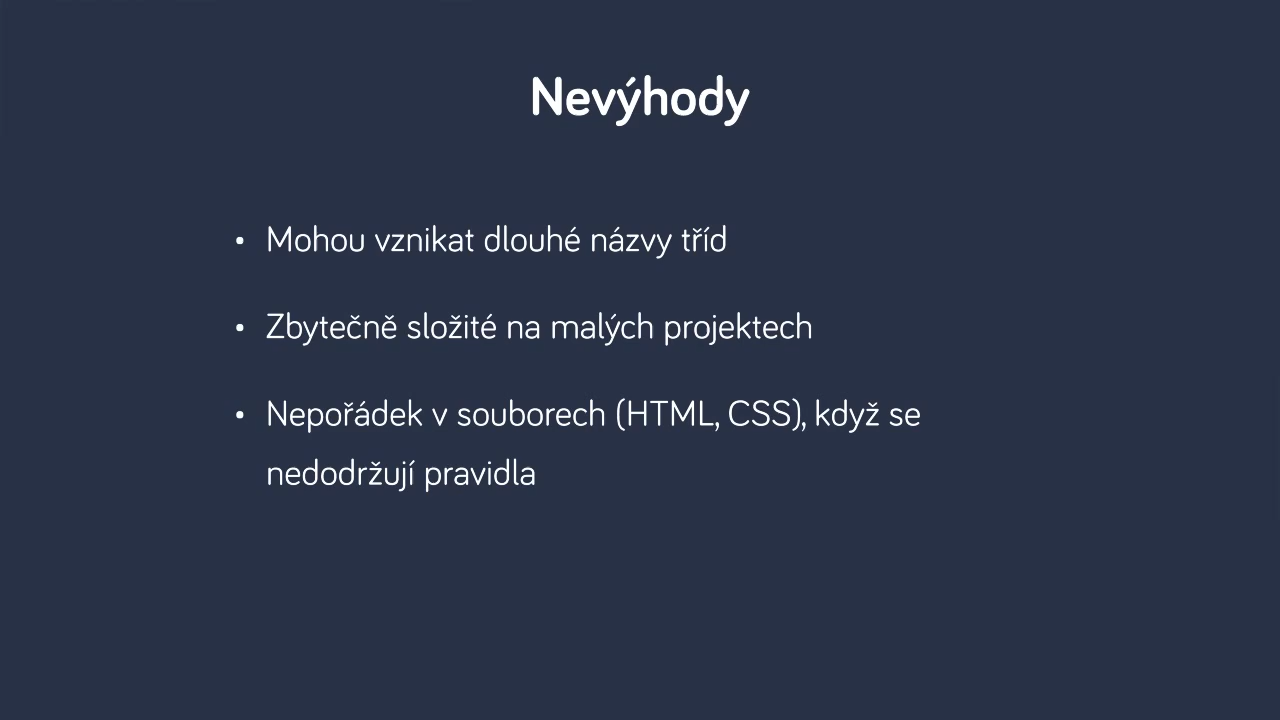 Nevýhody
• Mohou vznikat dlouhé názvy tříd
• Zbytečně složité na malých projektech
• Nepořádek v souborech (HTML, CSS), když se
nedodržují pravidla